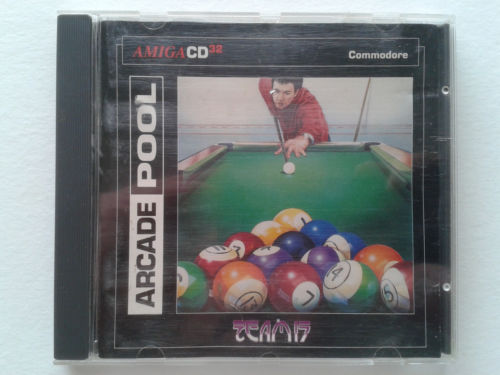 AMIGA CD32
Commodore
ARCADE POOL
TEAM17